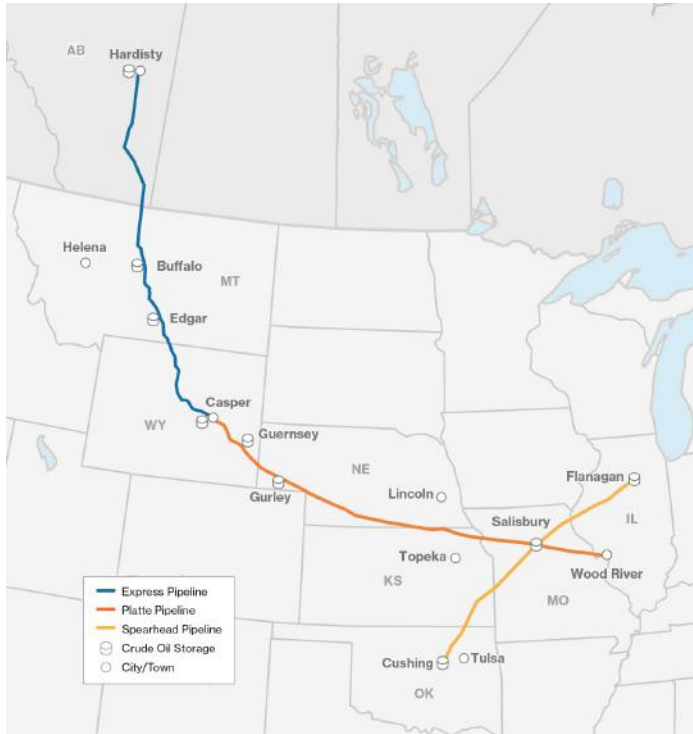 AB
Hardisty
Helena
Buffalo
MT
Edgar
Casper
WY
Guernsey
NE
Gurley
Lincoln
Flanagan
Salisbury
IL
Topeka
KS
Wood River
MO
Cushing
Tulsa
OK
Express Pipeline
Platte Pipeline
Spearhead Pipeline
Crude Oil Storage
City/Town